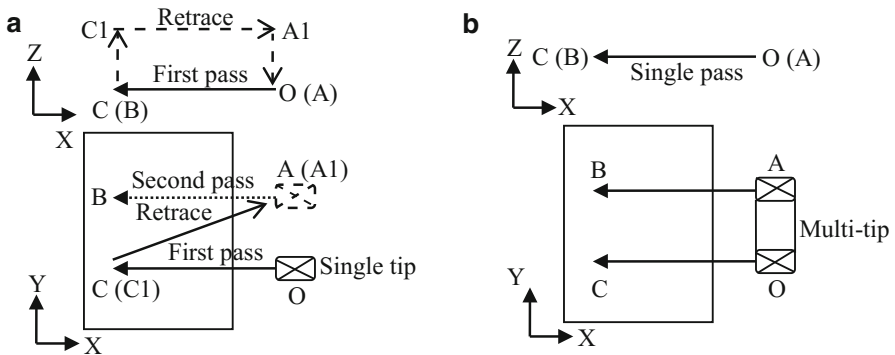 a
C1
Retrace
A1
Z
First pass
O (A)
C (B)
X
A (A1)
B
Second pass
Retrace
First pass
Single tip
C (C1)
O
Y
X
b
Z
C (B)
O (A)
Single pass
X
B
A
Multi-tip
C
O
Y
X